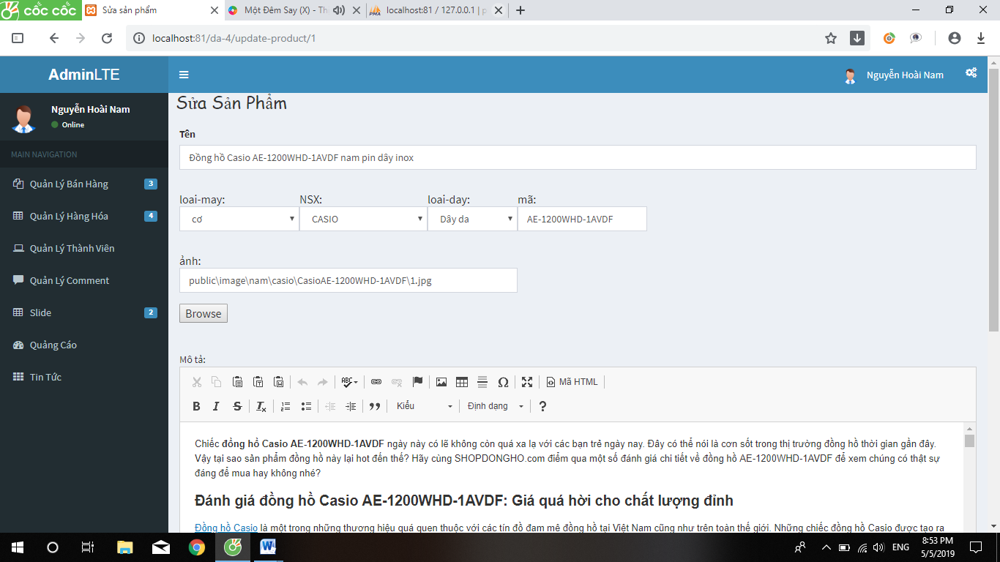 cốc cốc
Sửa sản phẩm
Một Đêm Say (X) - Th
localhost:81 / 127.0.0.1 | p
localhost:81/da-4/update-product/1
AdminLTE
Nguyễn Hoài Nam
Nguyễn Hoài Nam
Online
MAIN NAVIGATION
Quản Lý Bán Hàng 3
Quản Lý Hàng Hóa 4
Quản Lý Thành Viên
Quản Lý Comment
Slide 2
Quảng Cáo
Tin Tức
Sửa Sản Phẩm
Tên
Đồng hồ Casio AE-1200WHD-1AVDF nam pin dây inox
loai-may: NSX: loai-day: mã:
cơ CASIO Dây da AE-1200WHD-1AVDF
ảnh:
public\image\nam\casio\CasioAE-1200WHD-1AVDF\1.jpg
Browse
Mô tả:
ABC Mã HTML
B I S Ix Kiểu Định dạng ?
Chiếc đồng hồ Casio AE-1200WHD-1AVDF ngày này có lẽ không còn quá xa lạ với các bạn trẻ ngày nay. Đây có thể nói là cơn sốt trong thị trường đồng hồ thời gian gần đây.
Vậy tại sao sản phẩm đồng hồ này lại hot đến thế? Hãy cùng SHOPDONGHO.com điểm qua một số đánh giá chi tiết về đồng hồ AE-1200WHD-1AVDF để xem chúng có thật sự
đáng để mua hay không nhé?
Đánh giá đồng hồ Casio AE-1200WHD-1AVDF: Giá quá hời cho chất lượng đỉnh
Đồng hồ Casio là một trong những thương hiệu quá quen thuộc với các tín đồ đam mê đồng hồ tại Việt Nam cũng như trên toàn thế giới. Những chiếc đồng hồ Casio được tạo ra
ENG
8:53 PM
5/5/2019